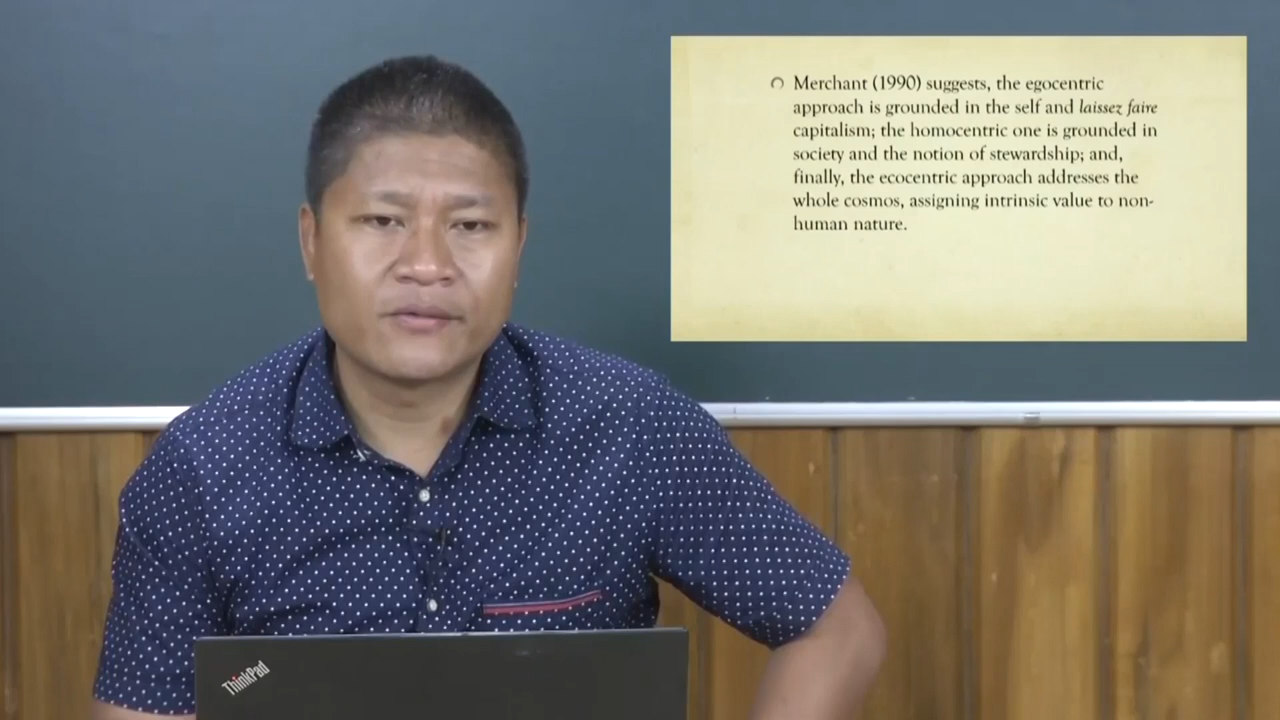 Merchant (1990) suggests, the egocentric
approach is grounded in the self and laissez faire
capitalism; the homocentric one is grounded in
society and the notion of stewardship; and,
finally, the ecocentric approach addresses the
whole cosmos, assigning intrinsic value to non-
human nature.
ThinkPad